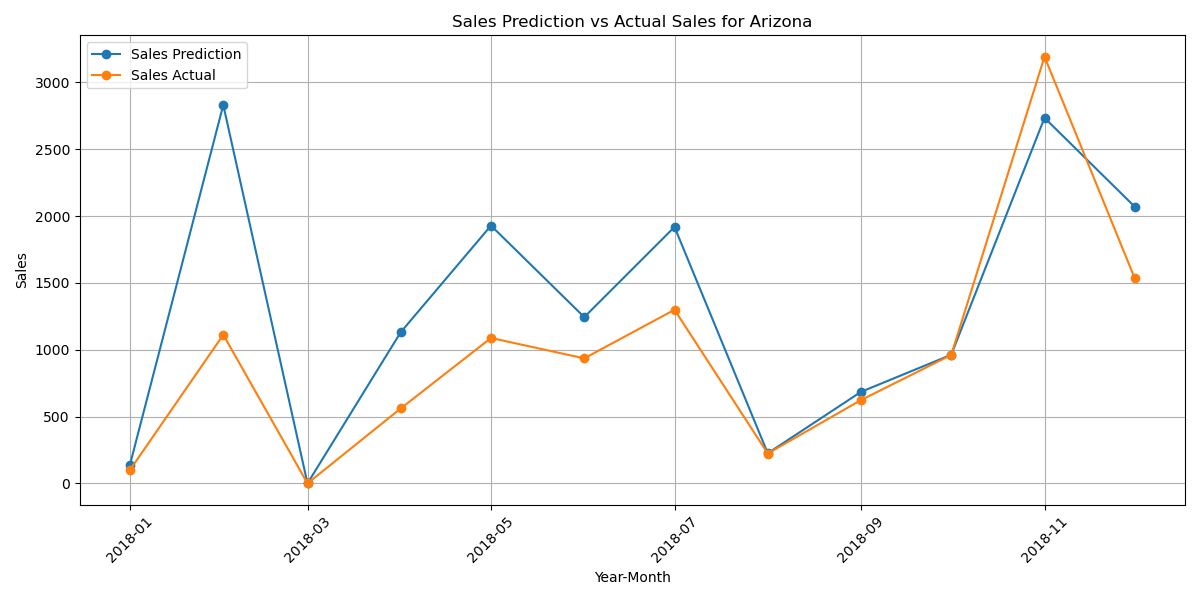 Sales Prediction vs Actual Sales for Arizona
Sales Prediction
Sales Actual
3000
2500
2000
1500
1000
500
0
Sales
2018-01
2018-03
2018-05
2018-07
2018-09
2018-11
Year-Month